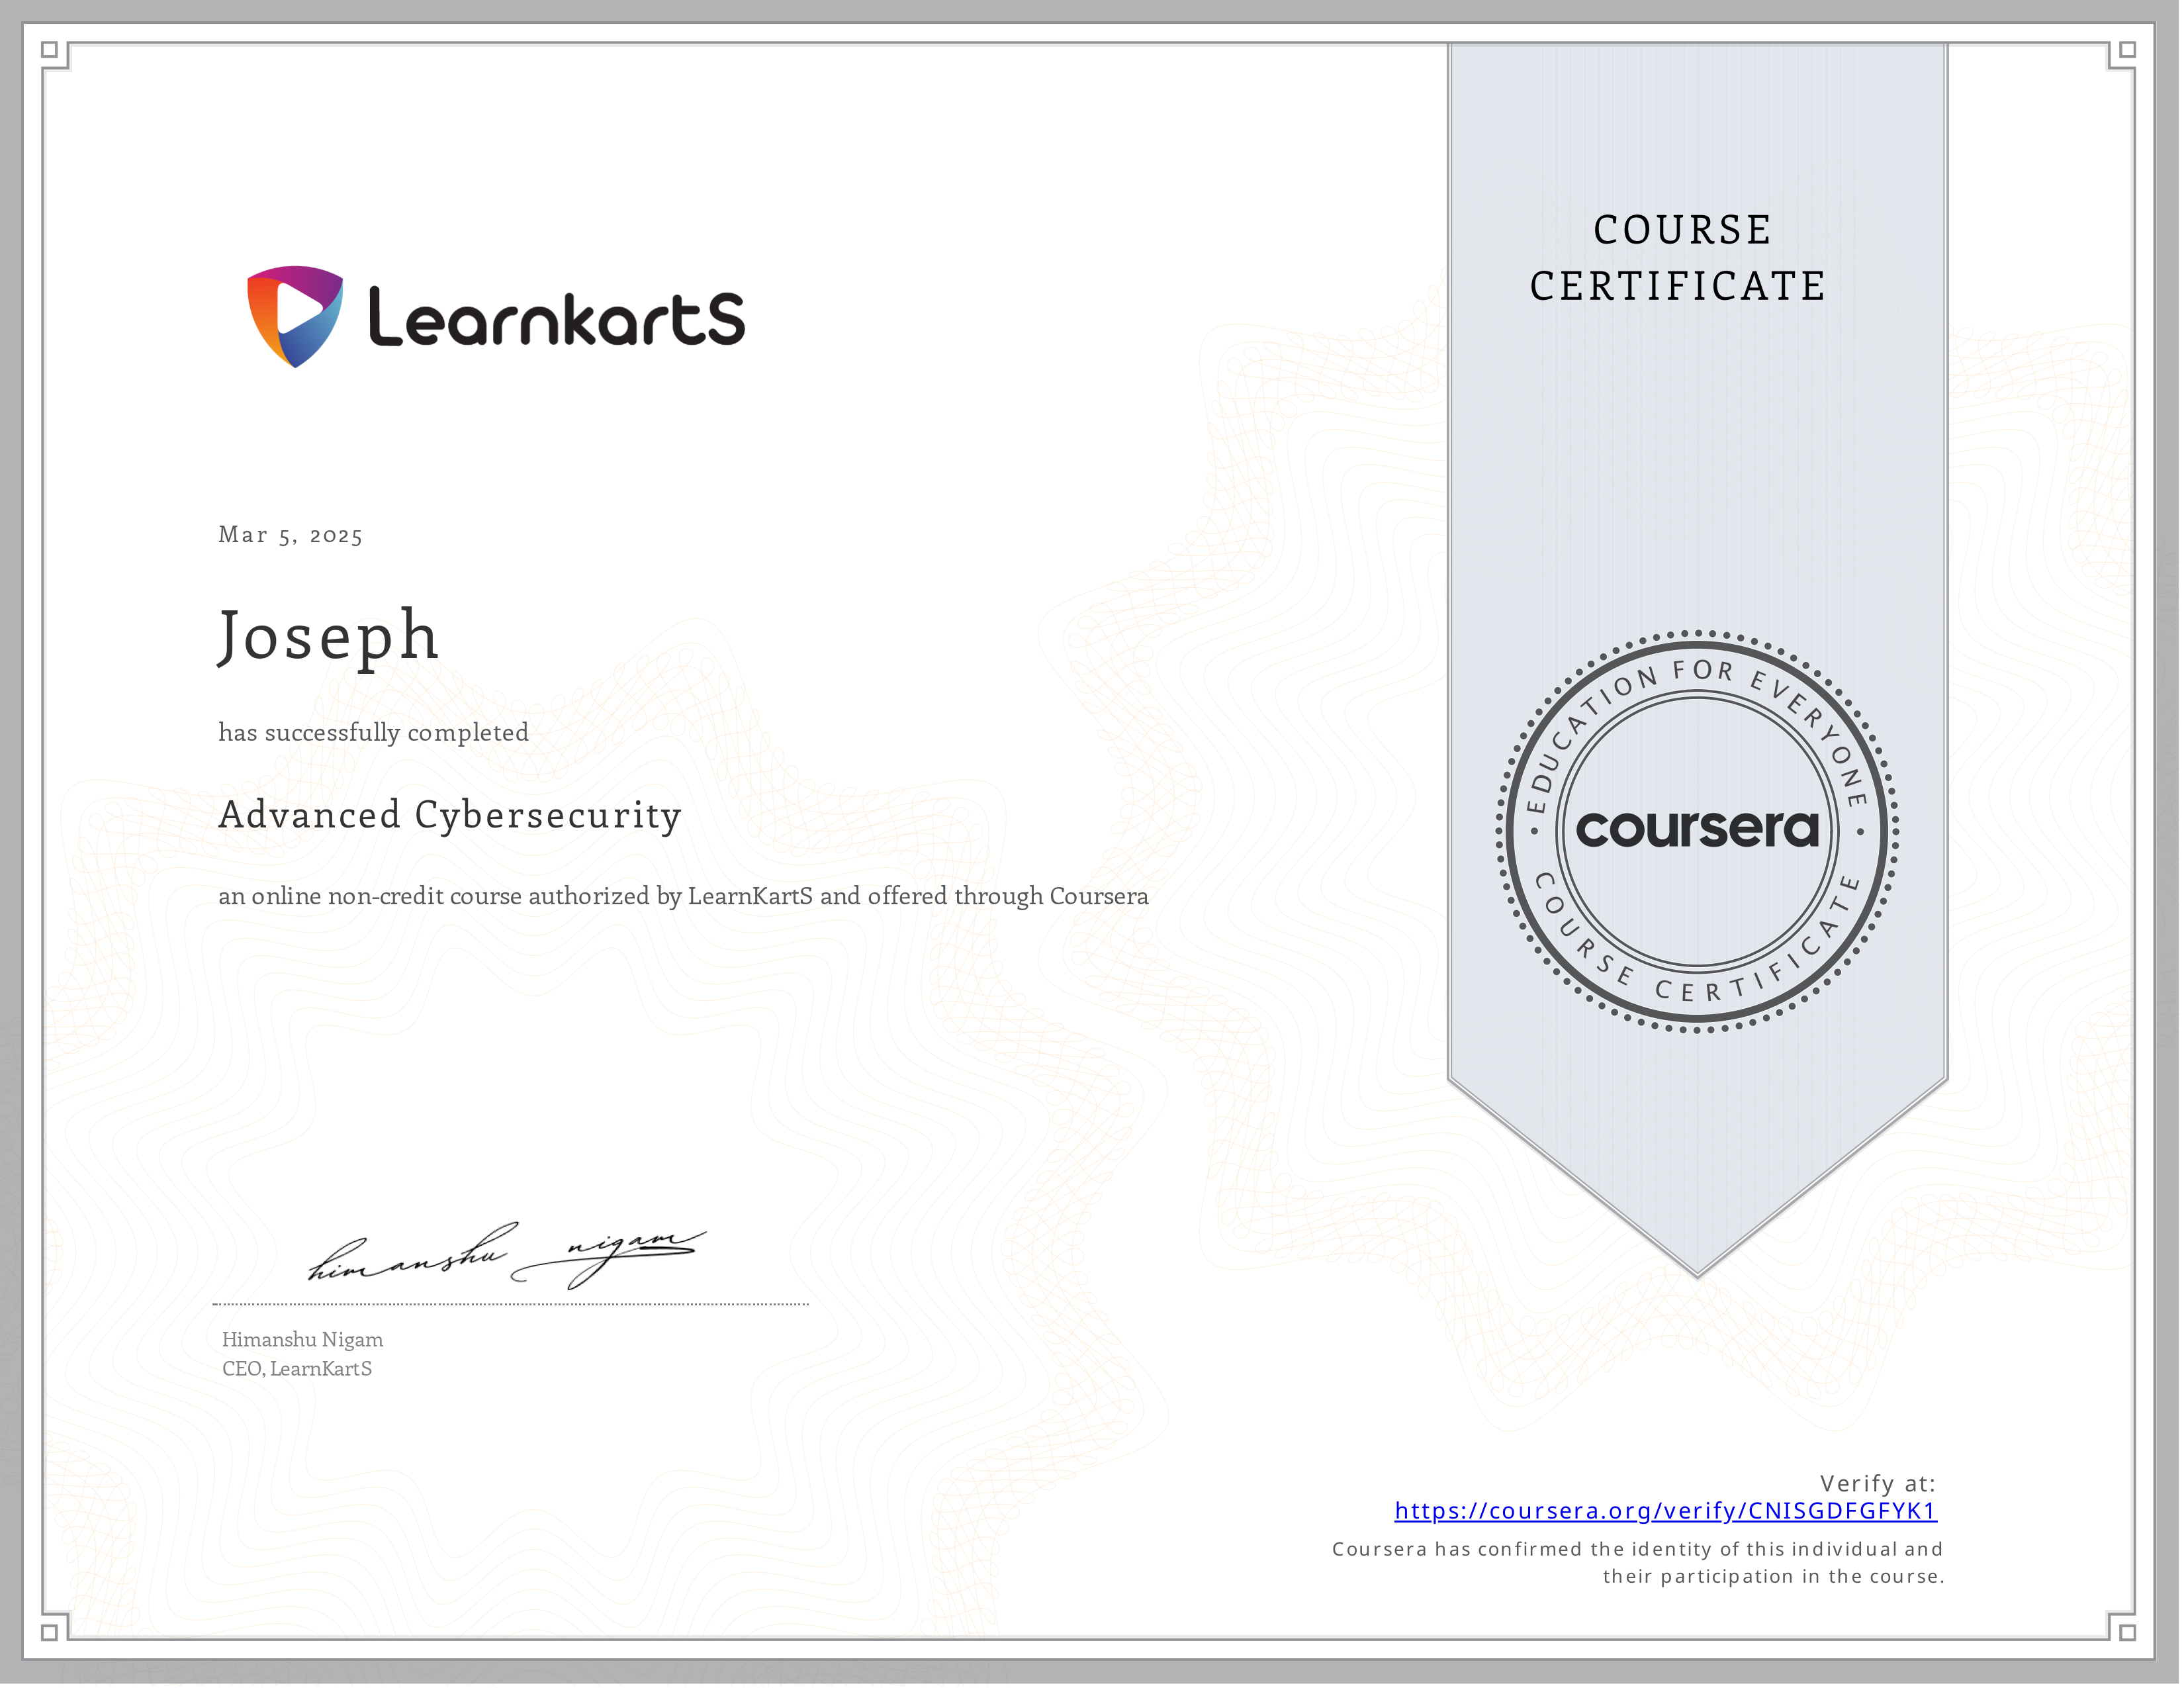 LearnkartS
COURSE
CERTIFICATE
Mar 5, 2025
Joseph
has successfully completed
Advanced Cybersecurity
an online non-credit course authorized by LearnKartS and offered through Coursera
EDUCATION FOR EVERYONE
coursera
COURSE CERTIFICATE
himanshu nigam
Himanshu Nigam
CEO, LearnKartS
Verify at:
https://coursera.org/verify/CNISGDFGFYK1
Coursera has confirmed the identity of this individual and
their participation in the course.